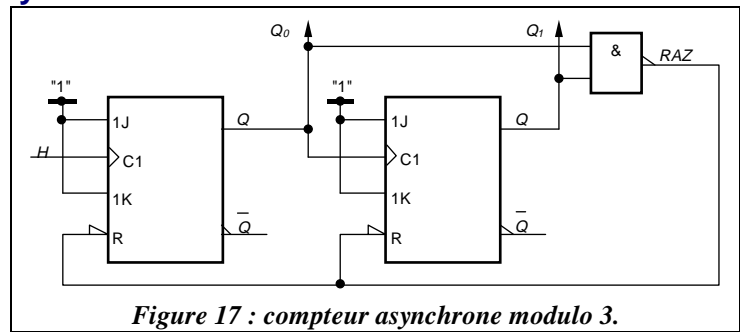 Q0 Q1
& RAZ
"1" "1"
1J Q 1J Q
H C1 C1
1K 1K
R Q̅ R Q̅
Figure 17 : compteur asynchrone modulo 3.